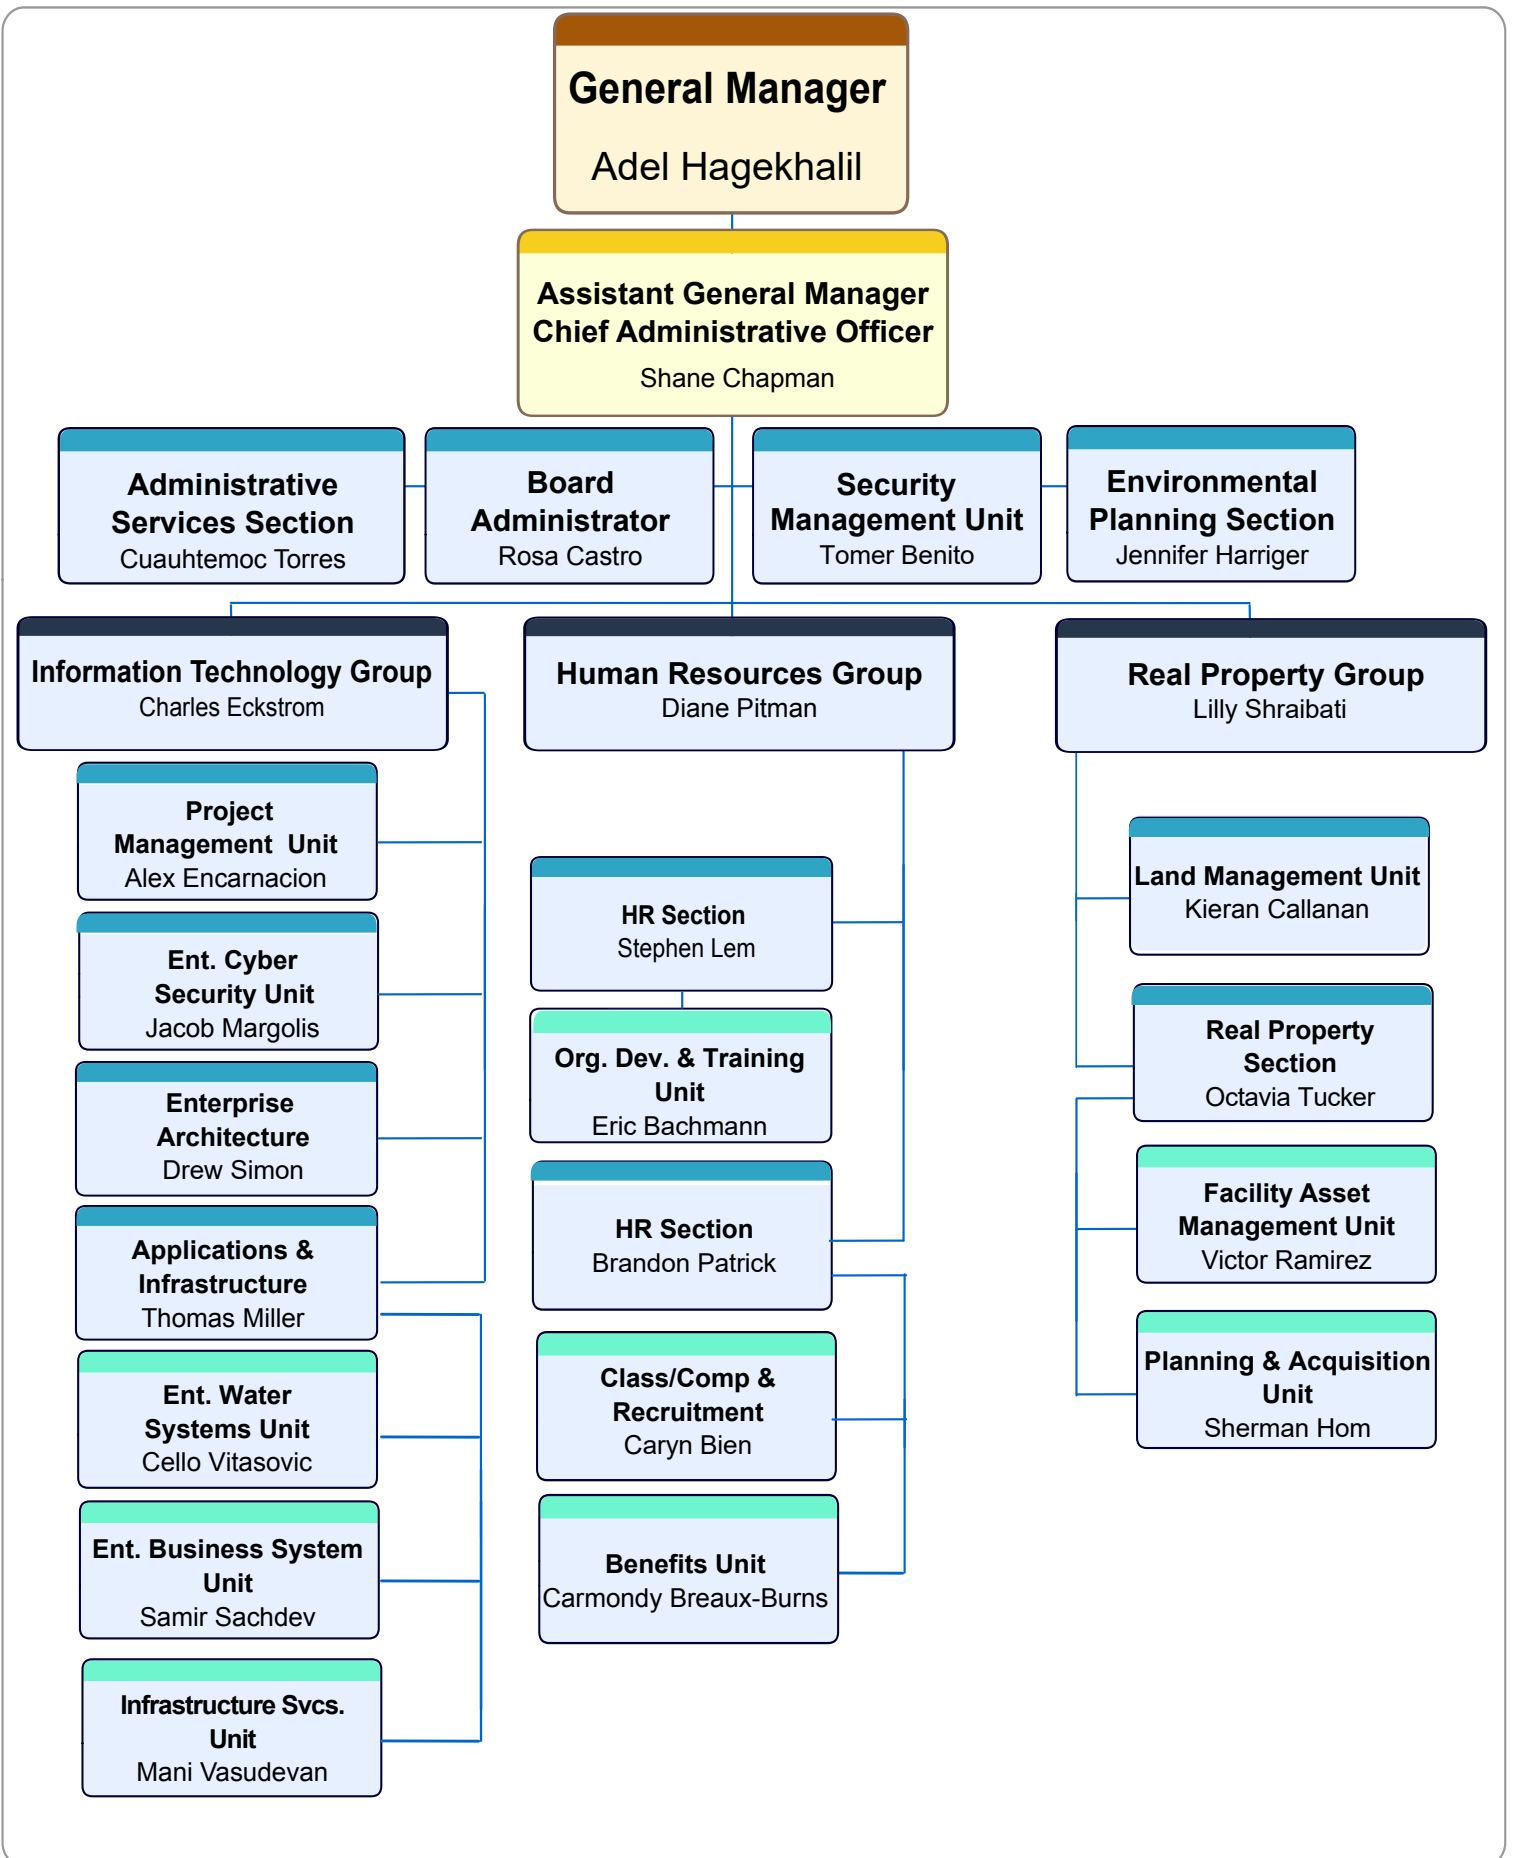 General Manager
Adel Hagekhalil
Assistant General Manager
Chief Administrative Officer
Shane Chapman
Administrative
Services Section
Cuauhtemoc Torres
Board
Administrator
Rosa Castro
Security
Management Unit
Tomer Benito
Environmental
Planning Section
Jennifer Harriger
Information Technology Group
Charles Eckstrom
Project
Management Unit
Alex Encarnacion
Ent. Cyber
Security Unit
Jacob Margolis
Enterprise
Architecture
Drew Simon
Applications &
Infrastructure
Thomas Miller
Ent. Water
Systems Unit
Cello Vitasovic
Ent. Business System
Unit
Samir Sachdev
Infrastructure Svcs.
Unit
Mani Vasudevan
Human Resources Group
Diane Pitman
HR Section
Stephen Lem
Org. Dev. & Training
Unit
Eric Bachmann
HR Section
Brandon Patrick
Class/Comp &
Recruitment
Caryn Bien
Benefits Unit
Carmondy Breaux-Burns
Real Property Group
Lilly Shraibati
Land Management Unit
Kieran Callanan
Real Property
Section
Octavia Tucker
Facility Asset
Management Unit
Victor Ramirez
Planning & Acquisition
Unit
Sherman Hom